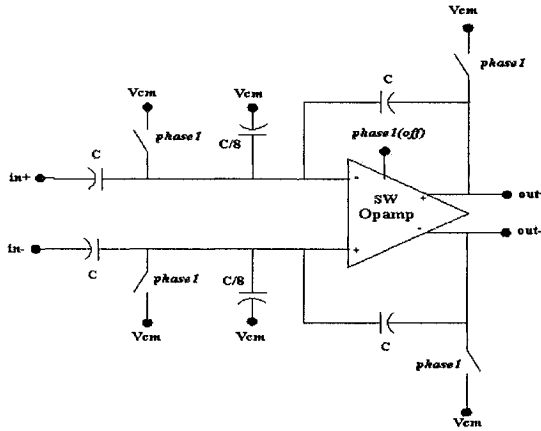 Vcm
phase1
Vcm
Vcm
C
phase1
C/8
phase1(off)
C
in+
-
SW
Opamp
+
out-
-
out-
in-
+
C
phase1
C/8
C
Vcm
Vcm
phase1
Vcm